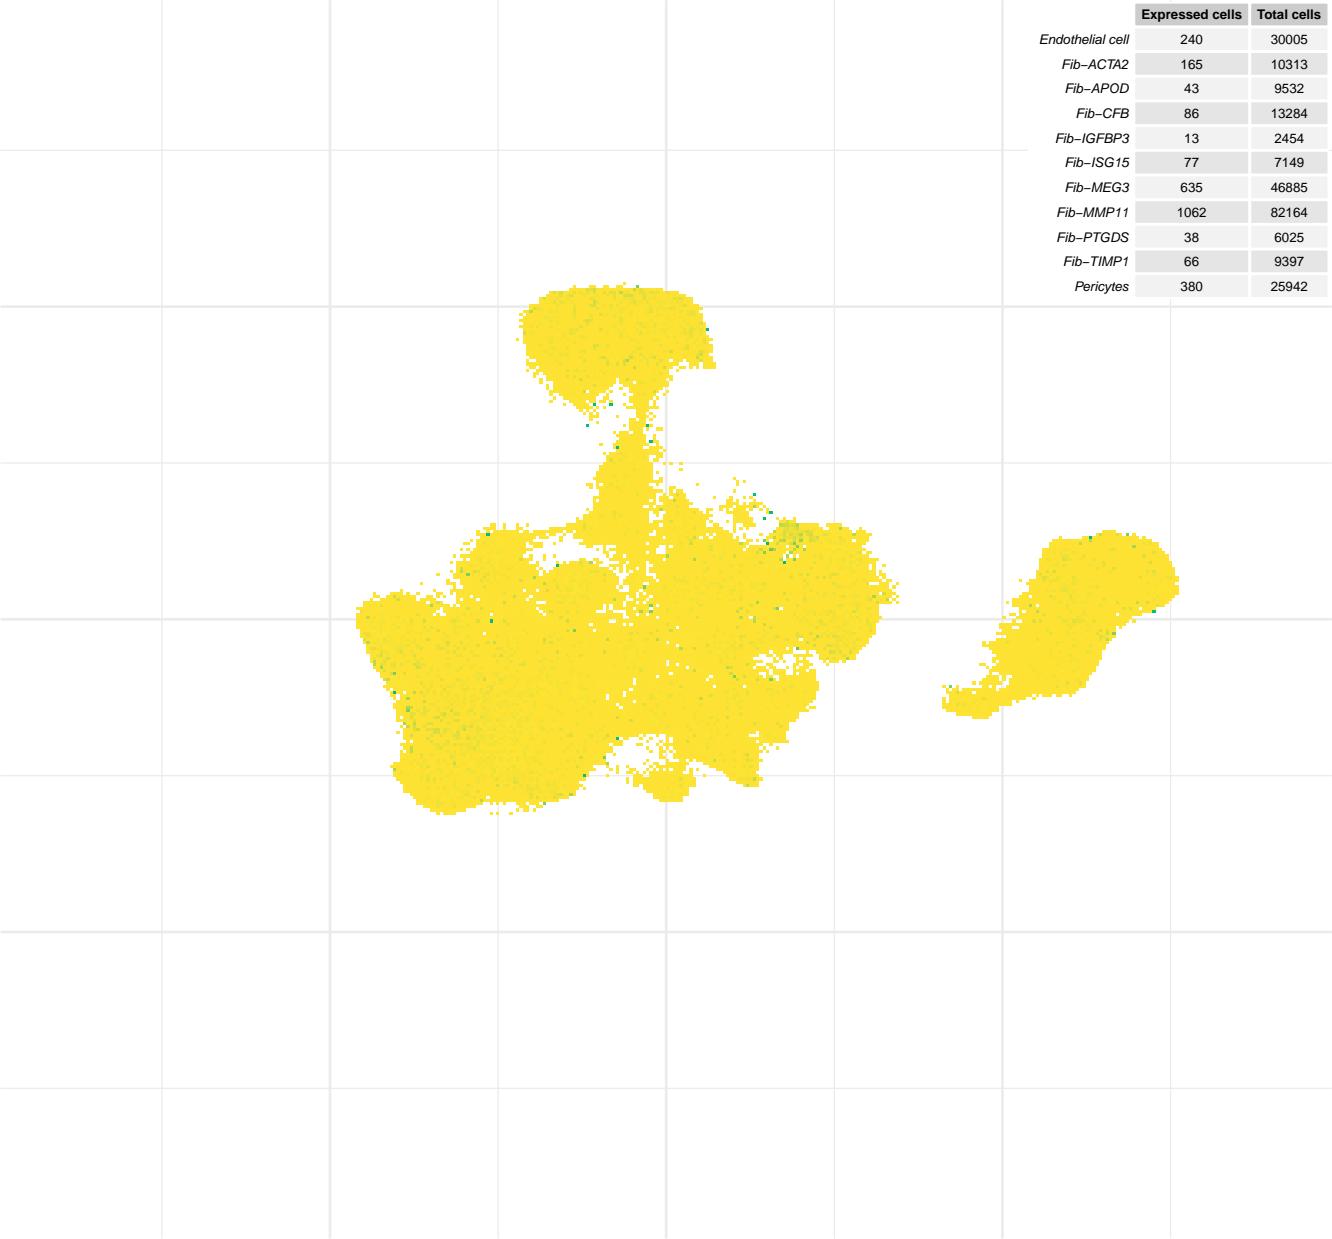 Expressed cells Total cells
Endothelial cell 240 30005
Fib−ACTA2 165 10313
Fib−APOD 43 9532
Fib−CFB 86 13284
Fib−IGFBP3 13 2454
Fib−ISG15 77 7149
Fib−MEG3 635 46885
Fib−MMP11 1062 82164
Fib−PTGDS 38 6025
Fib−TIMP1 66 9397
Pericytes 380 25942